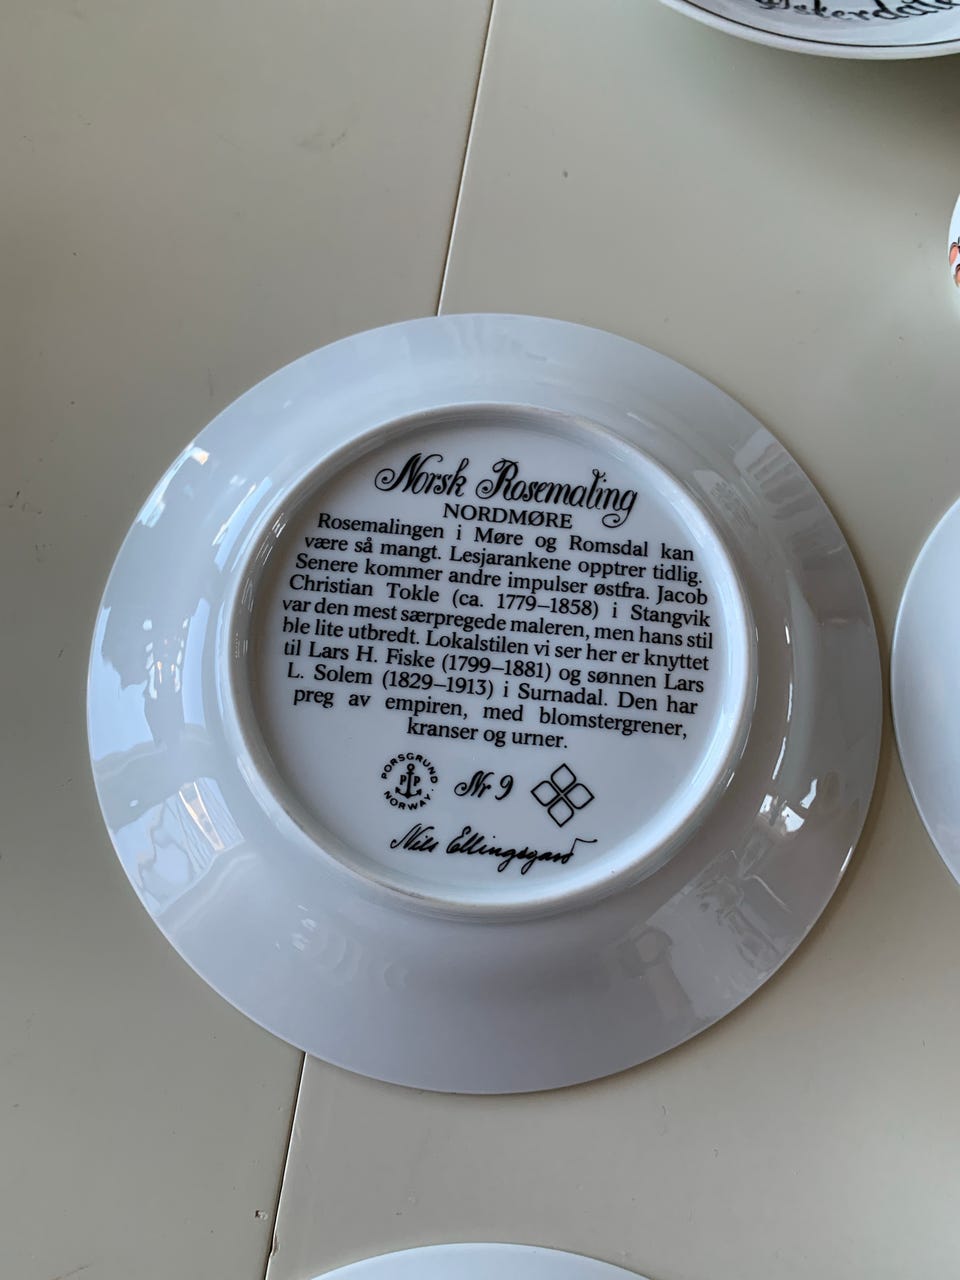 Østerdalen
Norsk Rosemaling
NORDMØRE
Rosemalingen i Møre og Romsdal kan
være så mangt. Lesjarankene opptrer tidlig.
Senere kommer andre impulser østfra. Jacob
Christian Tokle (ca. 1779–1858) i Stangvik
var den mest særpregede maleren, men hans stil
ble lite utbredt. Lokalstilen vi ser her er knyttet
til Lars H. Fiske (1799–1881) og sønnen Lars
L. Solem (1829–1913) i Surnadal. Den har
preg av empiren, med blomstergrener,
kranser og urner.
PORSGRUND
PP
NORWAY.
Nr 9
Nils Ellingsgard